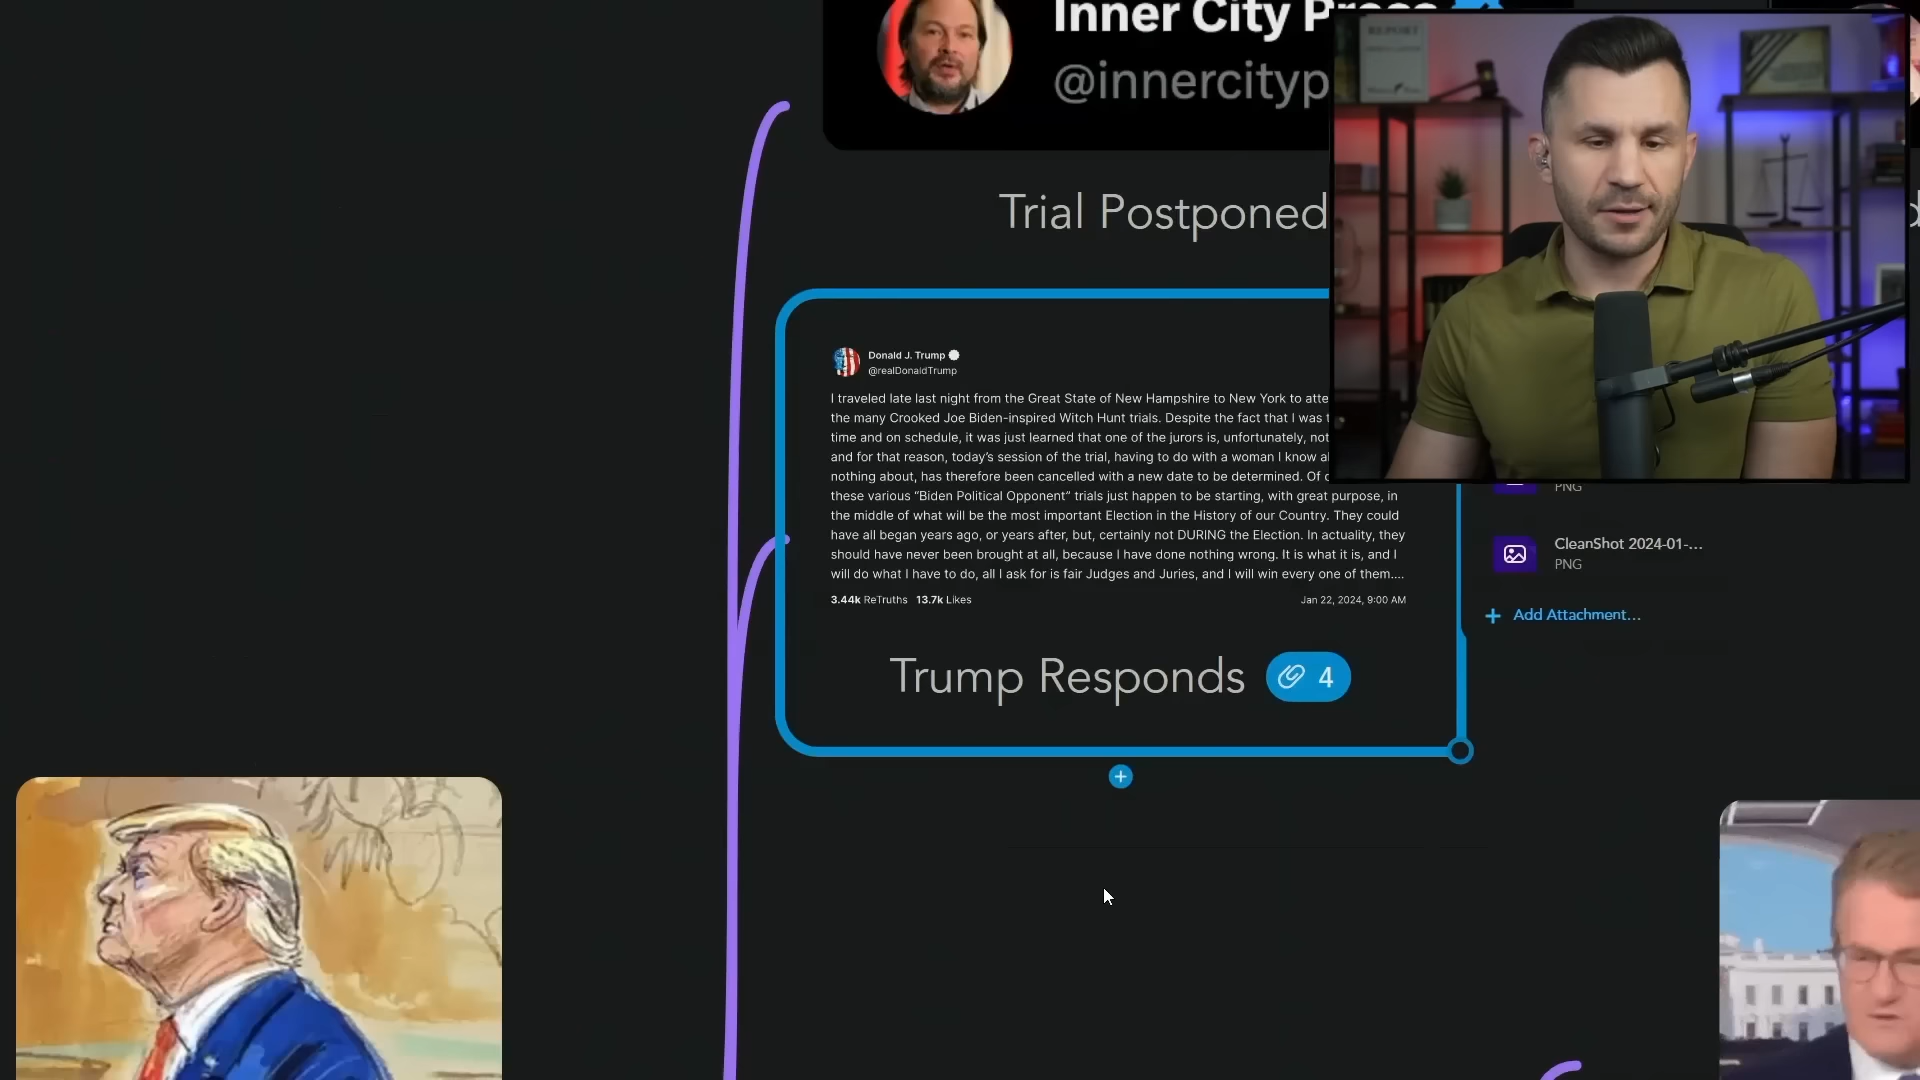 Inner City Press
@innercityp
Trial Postponed
REPORT
Donald J. Trump
@realDonaldTrump
I traveled late last night from the Great State of New Hampshire to New York to atte
the many Crooked Joe Biden-inspired Witch Hunt trials. Despite the fact that I was
time and on schedule, it was just learned that one of the jurors is, unfortunately, not
and for that reason, today's session of the trial, having to do with a woman I know
nothing about, has therefore been cancelled with a new date to be determined. Of
these various “Biden Political Opponent” trials just happen to be starting, with great purpose, in
the middle of what will be the most important Election in the History of our Country. They could
have all began years ago, or years after, but, certainly not DURING the Election. In actuality, they
should have never been brought at all, because I have done nothing wrong. It is what it is, and I
will do what I have to do, all I ask for is fair Judges and Juries, and I will win every one of them....
3.44k ReTruths 13.7k Likes Jan 22, 2024, 9:00 AM
Trump Responds 4
PNG
CleanShot 2024-01-...
PNG
+ Add Attachment...